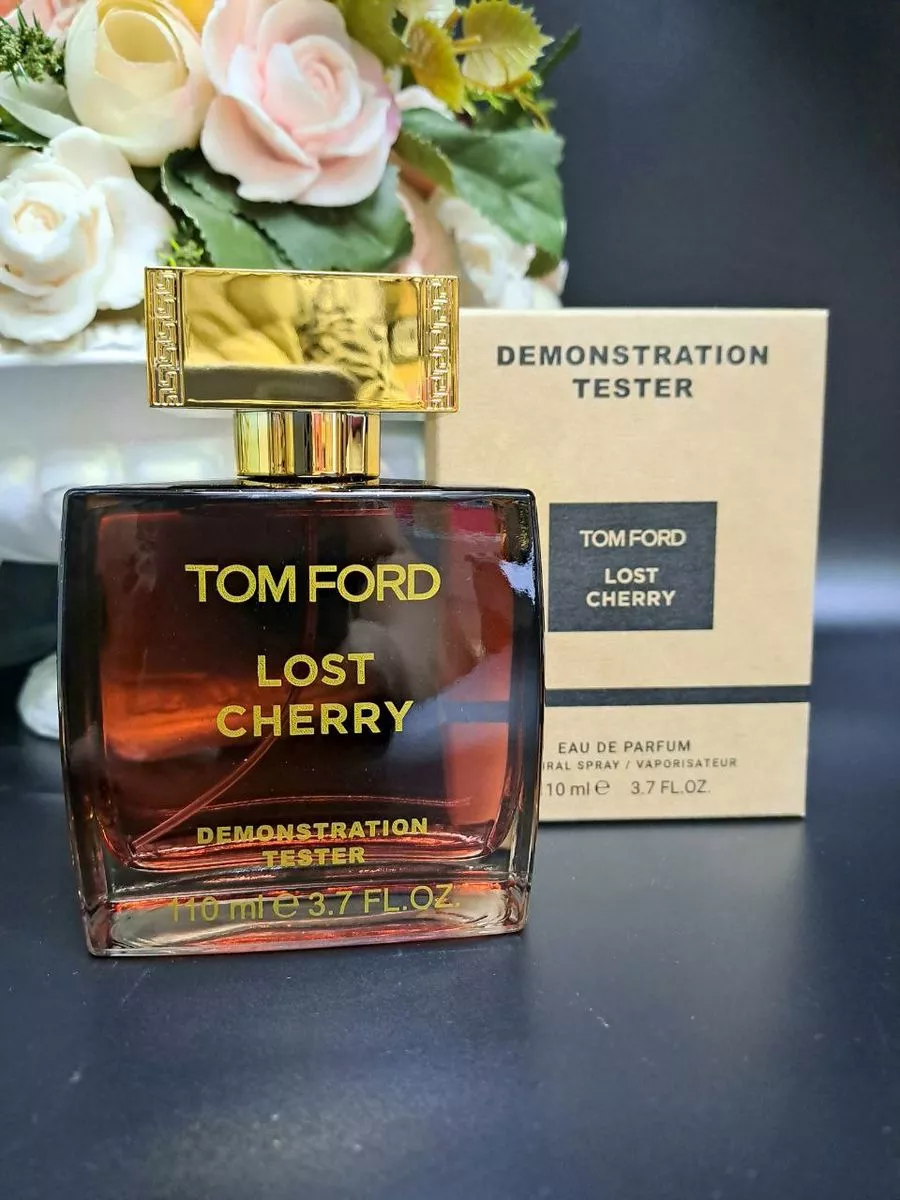 TOM FORD
LOST
CHERRY
DEMONSTRATION
TESTER
110 ml ℮ 3.7 FL.OZ.
DEMONSTRATION
TESTER
TOM FORD
LOST
CHERRY
EAU DE PARFUM
SPRAY / VAPORISATEUR
10 ml ℮ 3.7 FL.OZ.